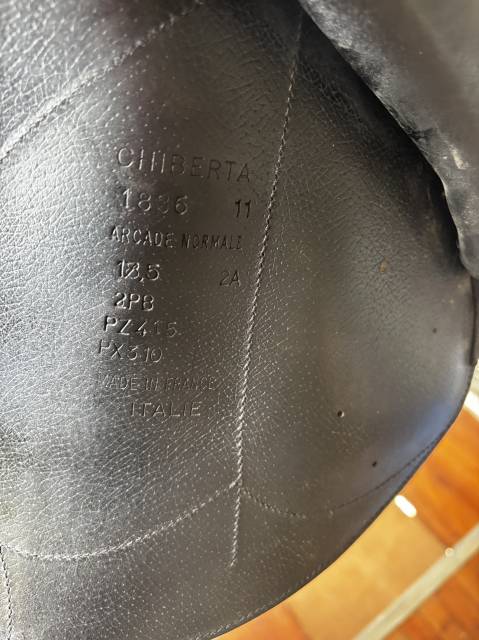 CHIBERTA
1836 11
ARCADE NORMALE
18,5 2A
2P8
PZ415
PX310
MADE IN FRANCE
ITALIE